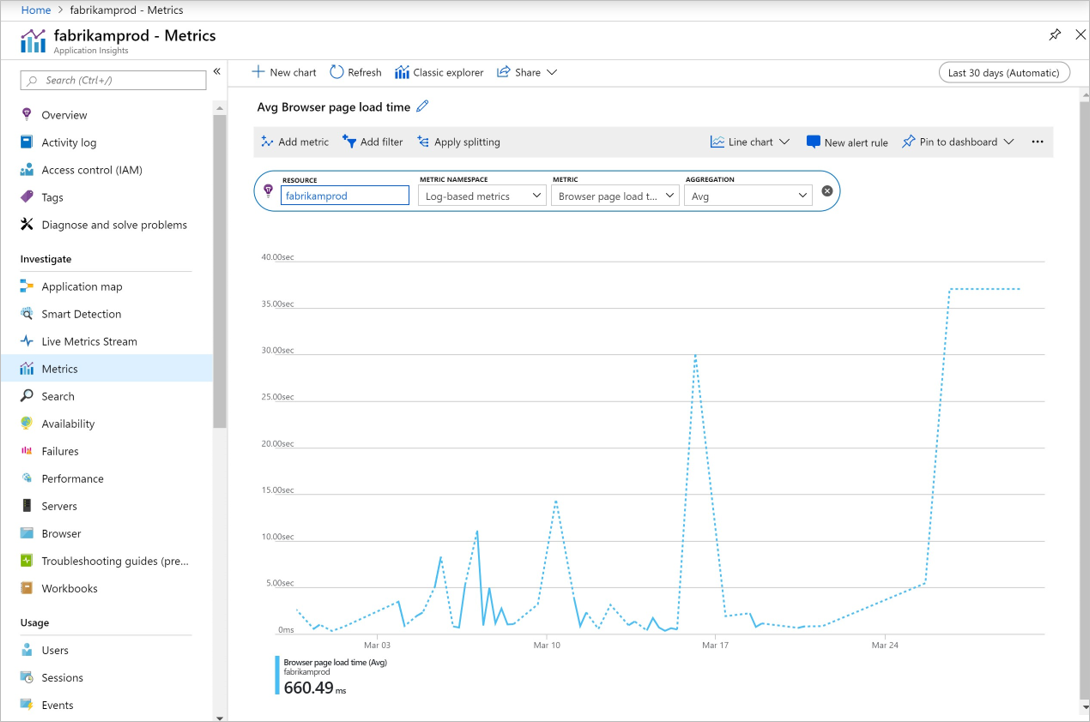 Home > fabrikamprod - Metrics
fabrikamprod - Metrics
Application Insights
Search (Ctrl+/)
«
Overview
Activity log
Access control (IAM)
Tags
Diagnose and solve problems
Investigate
Application map
Smart Detection
Live Metrics Stream
Metrics
Search
Availability
Failures
Performance
Servers
Browser
Troubleshooting guides (pre...
Workbooks
Usage
Users
Sessions
Events
New chart Refresh Classic explorer Share Last 30 days (Automatic)
Avg Browser page load time
Add metric Add filter Apply splitting Line chart New alert rule Pin to dashboard ...
RESOURCE METRIC NAMESPACE METRIC AGGREGATION
fabrikamprod Log-based metrics Browser page load t... Avg
40.00sec
35.00sec
30.00sec
25.00sec
20.00sec
15.00sec
10.00sec
5.00sec
0ms
Mar 03 Mar 10 Mar 17 Mar 24
Browser page load time (Avg)
fabrikamprod
660.49 ms